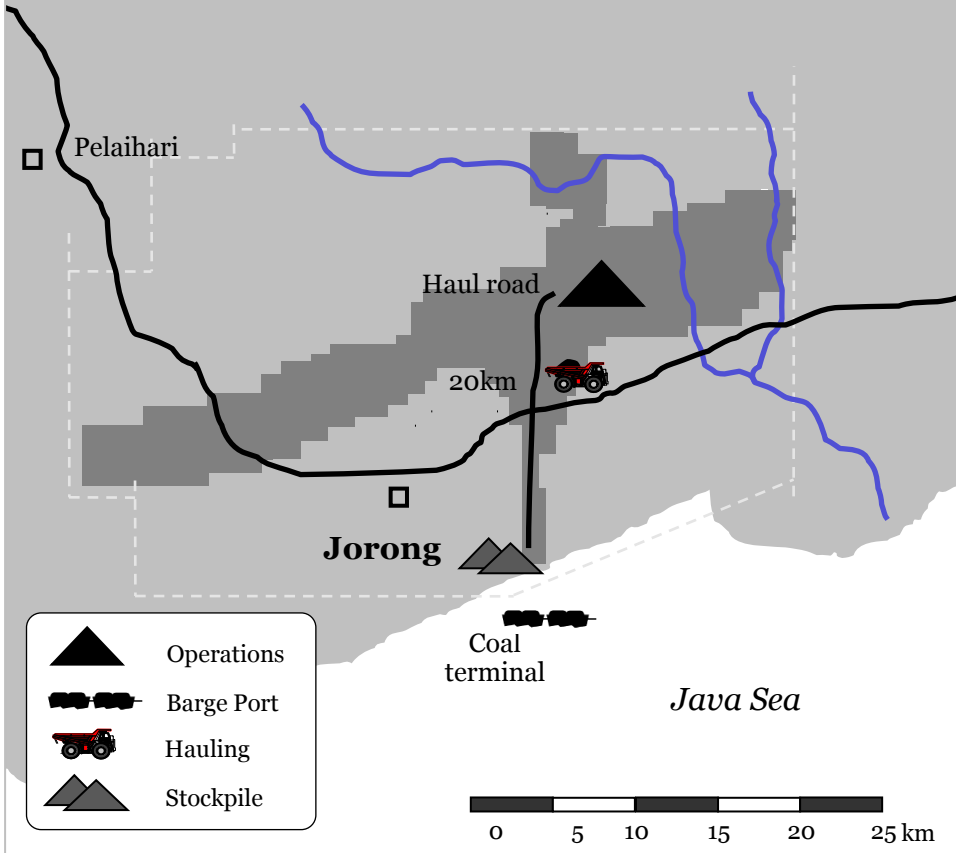 Pelaihari
Haul road
20km
Jorong
Coal
terminal
Java Sea
Operations
Barge Port
Hauling
Stockpile
0 5 10 15 20 25 km